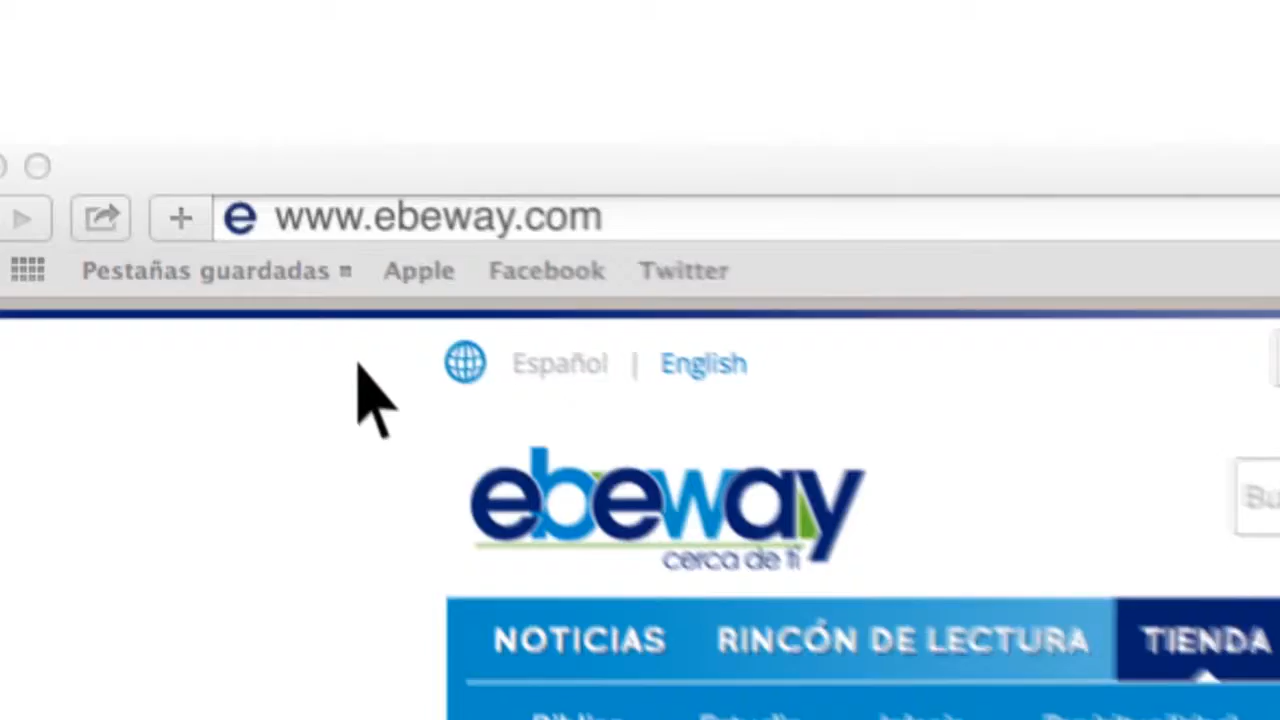 www.ebeway.com
Pestañas guardadas Apple Facebook Twitter
Español | English
ebeway
cerca de ti
NOTICIAS RINCÓN DE LECTURA TIENDA